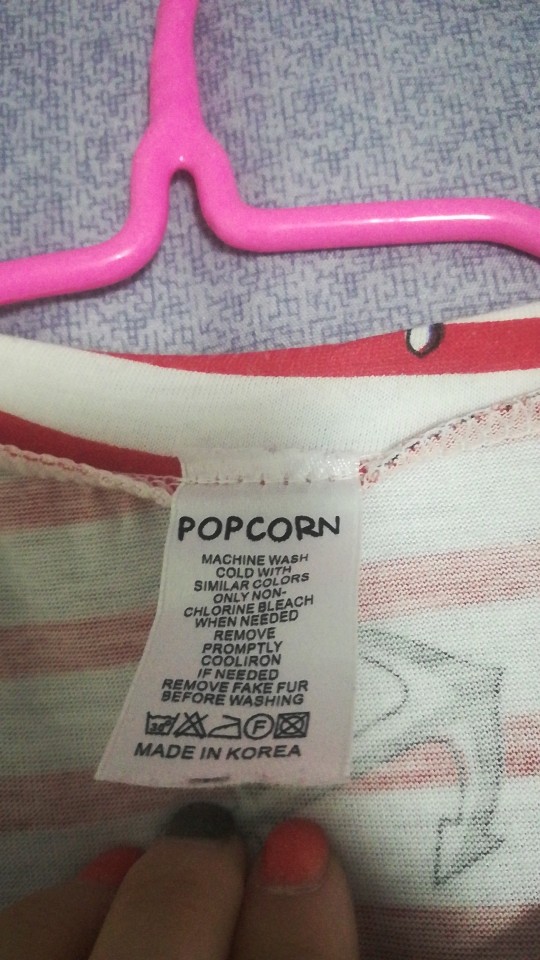 POPCORN
MACHINE WASH
COLD WITH
SIMILAR COLORS
ONLY NON-
CHLORINE BLEACH
WHEN NEEDED
REMOVE
PROMPTLY
COOLIRON
IF NEEDED
REMOVE FAKE FUR
BEFORE WASHING
30° F
MADE IN KOREA